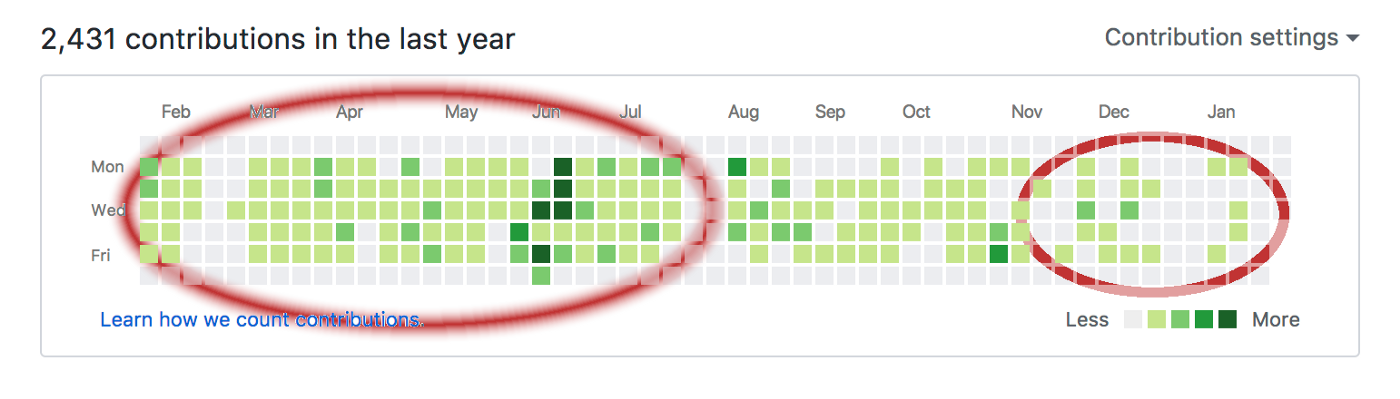 2,431 contributions in the last year
Contribution settings
Feb Mar Apr May Jun Jul Aug Sep Oct Nov Dec Jan
Mon
Wed
Fri
Learn how we count contributions.
Less More